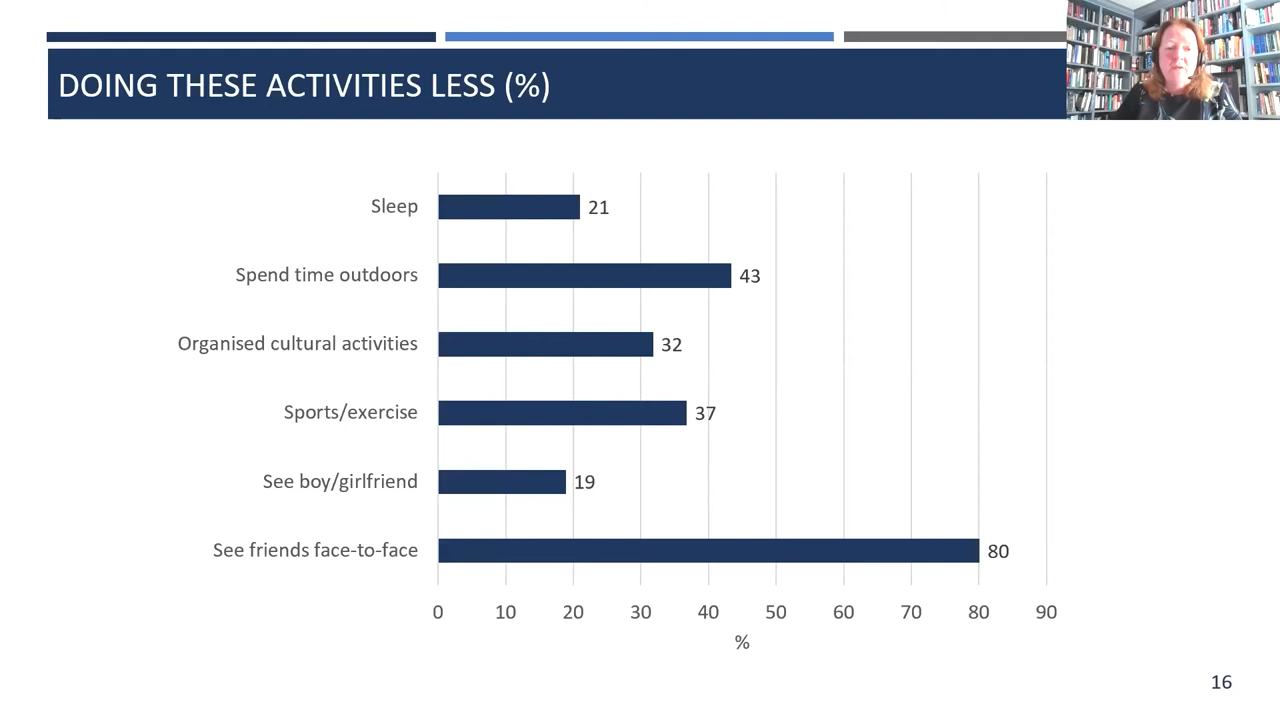 DOING THESE ACTIVITIES LESS (%)
Sleep 21
Spend time outdoors 43
Organised cultural activities 32
Sports/exercise 37
See boy/girlfriend 19
See friends face-to-face 80
0 10 20 30 40 50 60 70 80 90
%
16